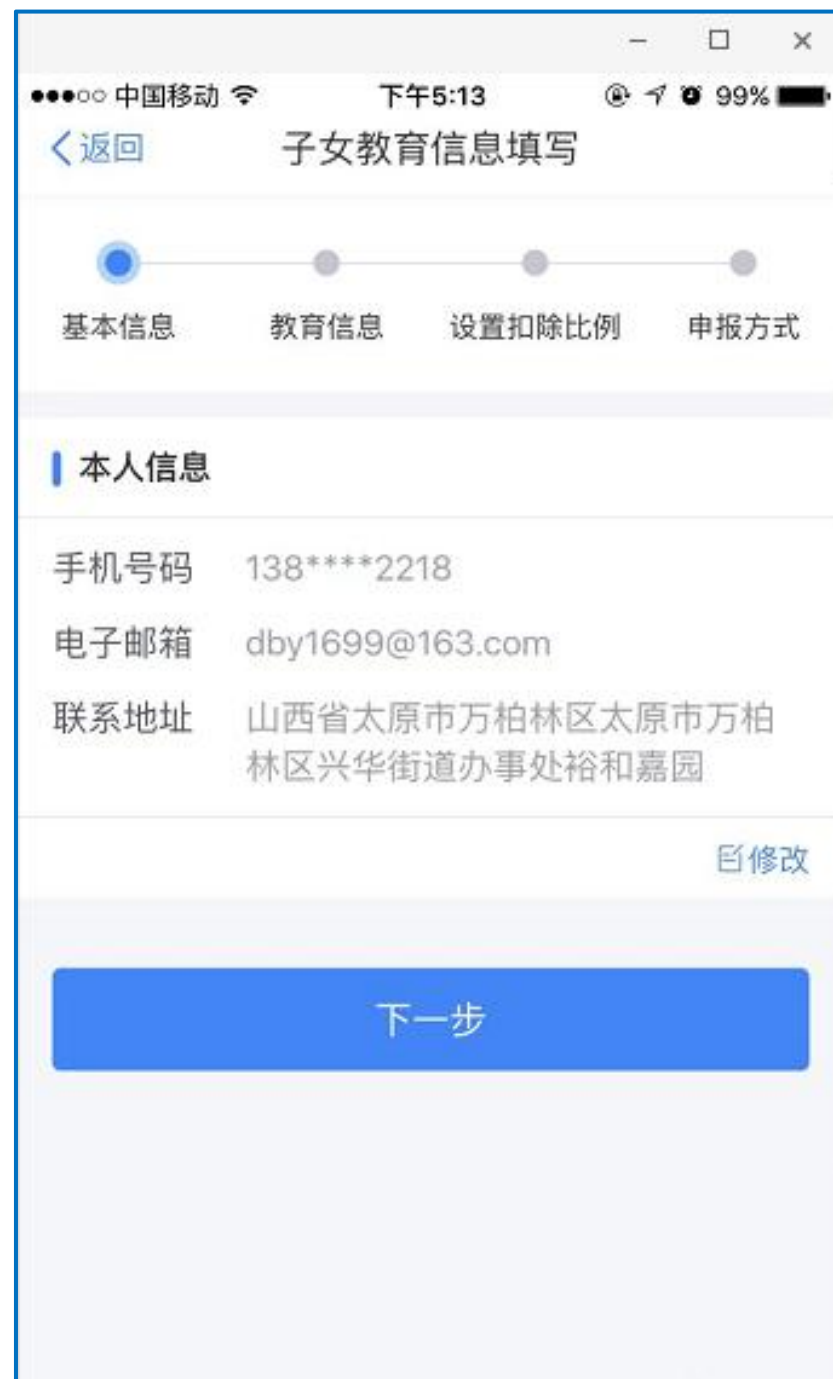 中国移动 下午5:13 99%
返回 子女教育信息填写
基本信息 教育信息 设置扣除比例 申报方式
本人信息
手机号码 138****2218
电子邮箱 dby1699@163.com
联系地址 山西省太原市万柏林区太原市万柏
林区兴华街道办事处裕和嘉园
修改
下一步